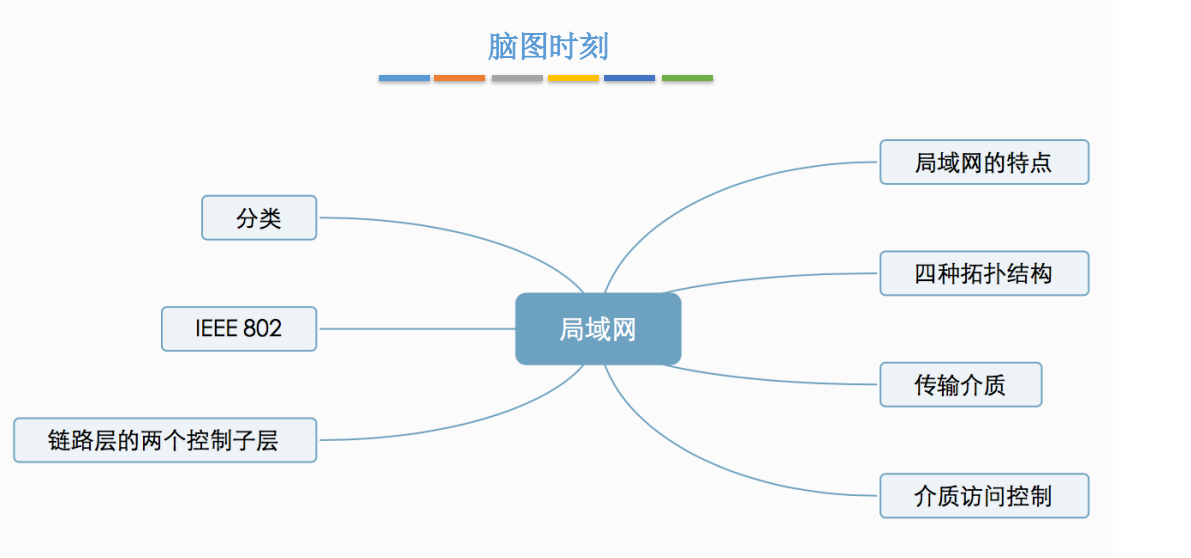 脑图时刻
局域网的特点
分类
四种拓扑结构
IEEE 802
局域网
传输介质
链路层的两个控制子层
介质访问控制